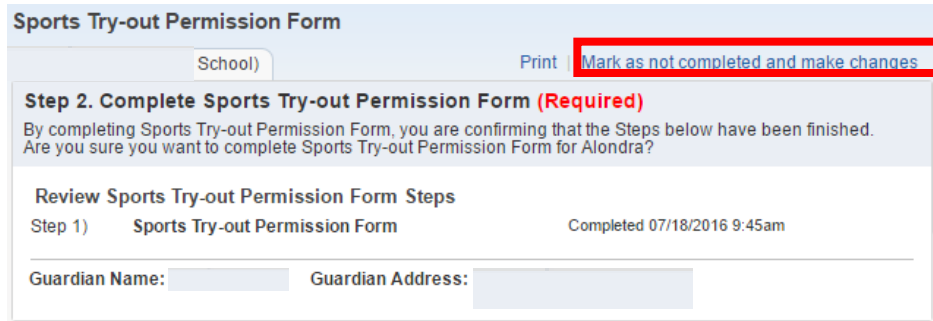 Sports Try-out Permission Form
School) Print | Mark as not completed and make changes
Step 2. Complete Sports Try-out Permission Form (Required)
By completing Sports Try-out Permission Form, you are confirming that the Steps below have been finished.
Are you sure you want to complete Sports Try-out Permission Form for Alondra?
Review Sports Try-out Permission Form Steps
Step 1) Sports Try-out Permission Form Completed 07/18/2016 9:45am
Guardian Name: Guardian Address: